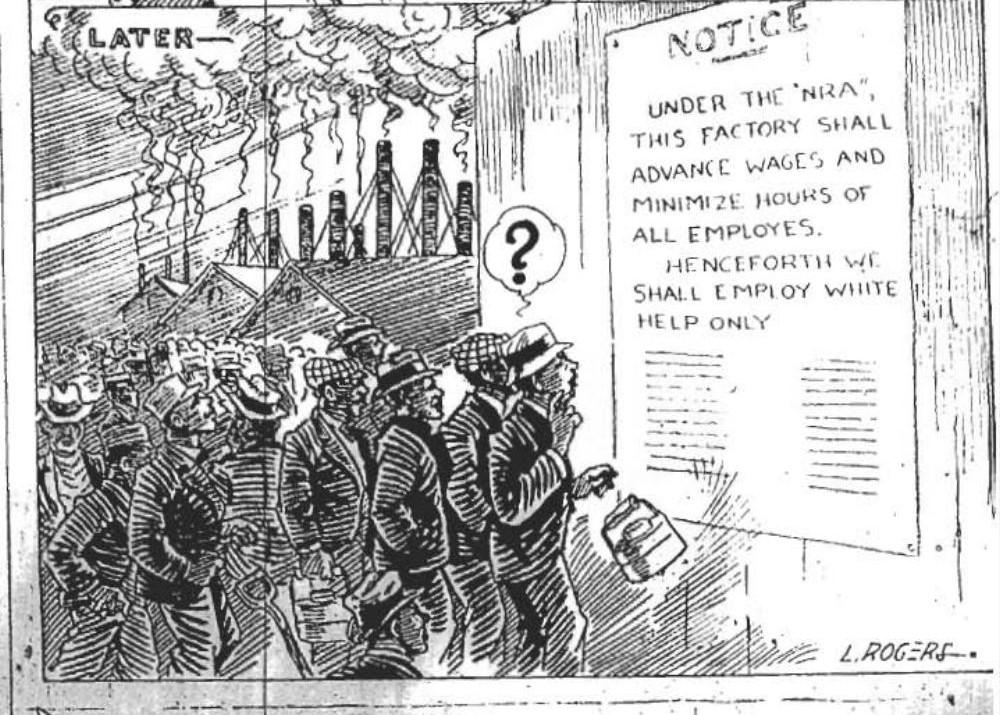 LATER—
NOTICE
UNDER THE "NRA",
THIS FACTORY SHALL
ADVANCE WAGES AND
MINIMIZE HOURS OF
ALL EMPLOYES.
HENCEFORTH WE
SHALL EMPLOY WHITE
HELP ONLY
?
L. ROGERS—.